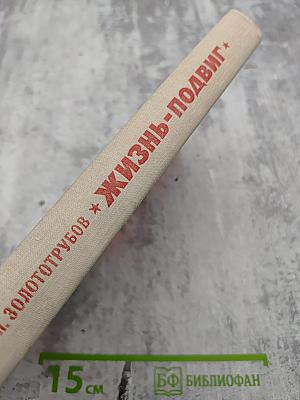 М. ЗОЛОТОТРУБОВ * ЖИЗНЬ-ПОДВИГ *
15 см
БФ БИБЛИОФАН